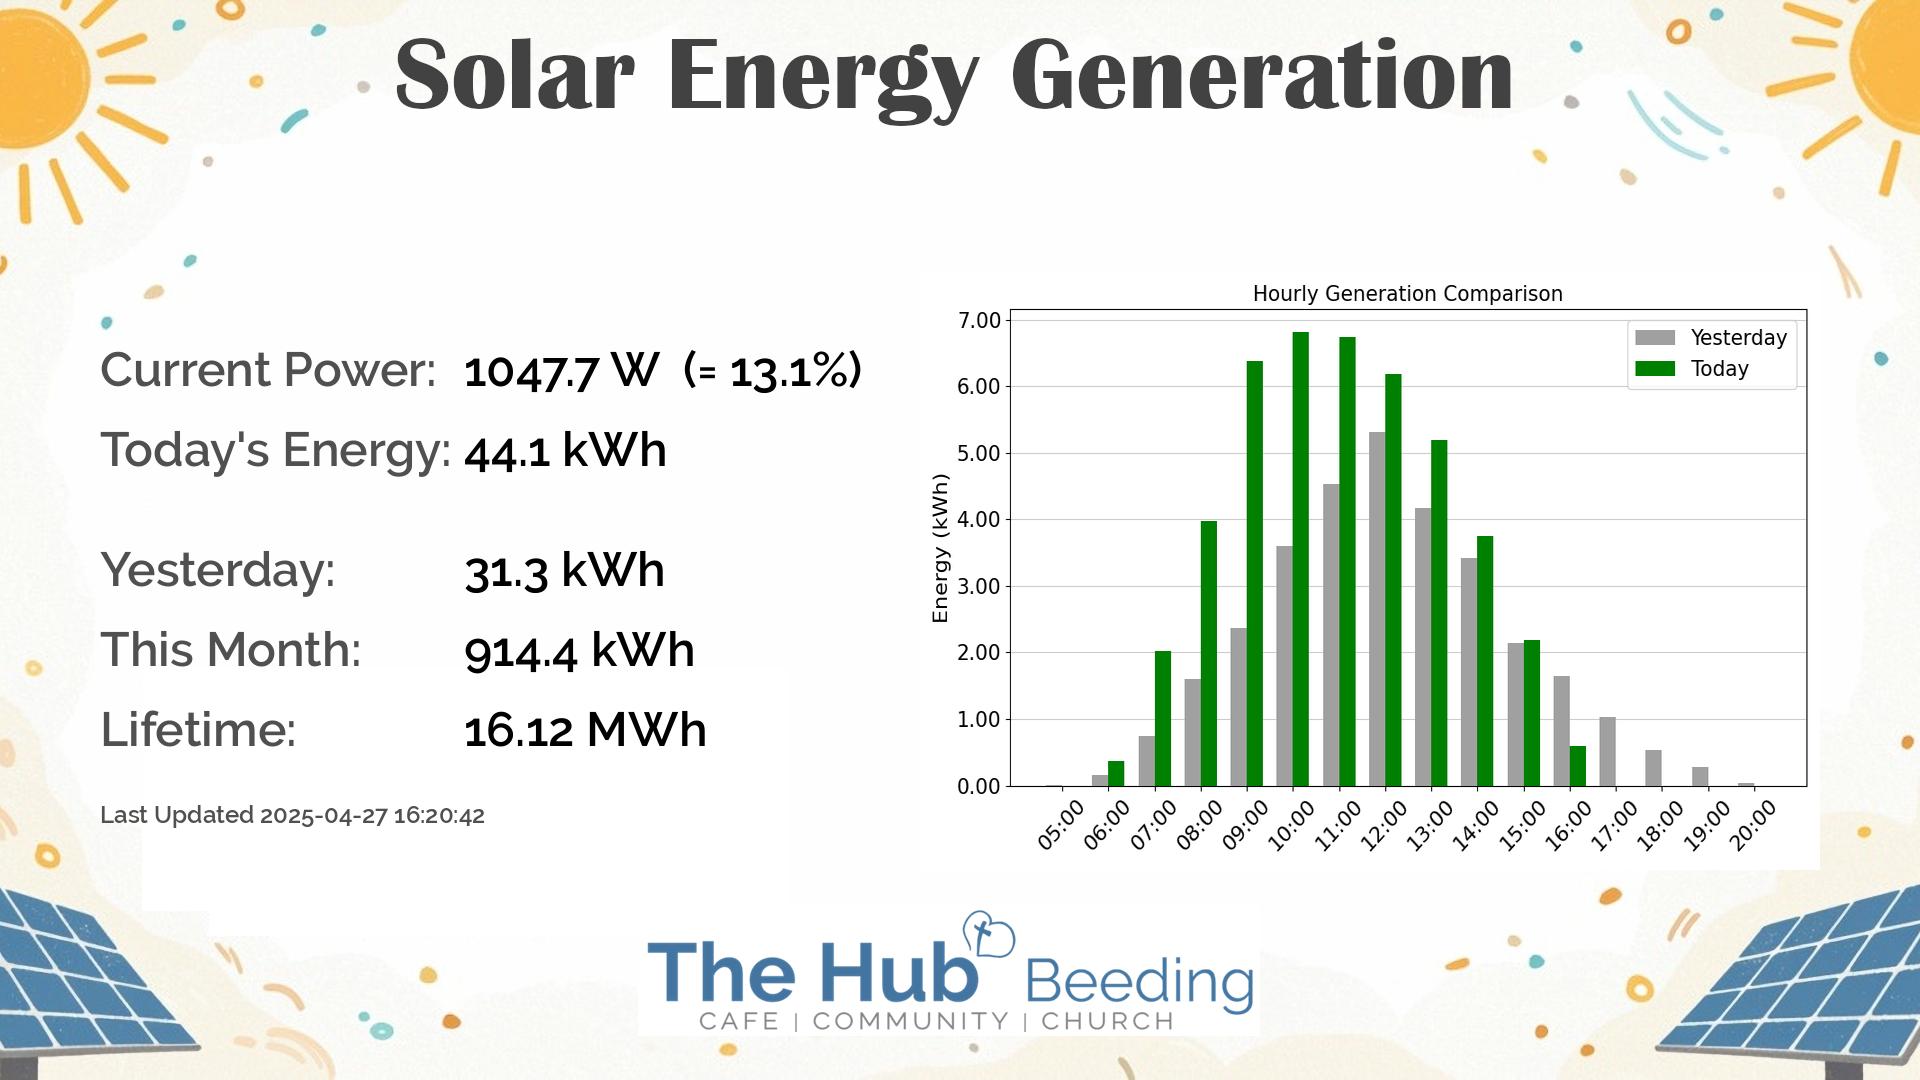 Solar Energy Generation
Current Power: 1047.7 W (= 13.1%)
Today's Energy: 44.1 kWh
Yesterday: 31.3 kWh
This Month: 914.4 kWh
Lifetime: 16.12 MWh
Last Updated 2025-04-27 16:20:42
Hourly Generation Comparison
Yesterday
Today
Energy (kWh)
7.00
6.00
5.00
4.00
3.00
2.00
1.00
0.00
05:00 06:00 07:00 08:00 09:00 10:00 11:00 12:00 13:00 14:00 15:00 16:00 17:00 18:00 19:00 20:00
The Hub Beeding
CAFE | COMMUNITY | CHURCH